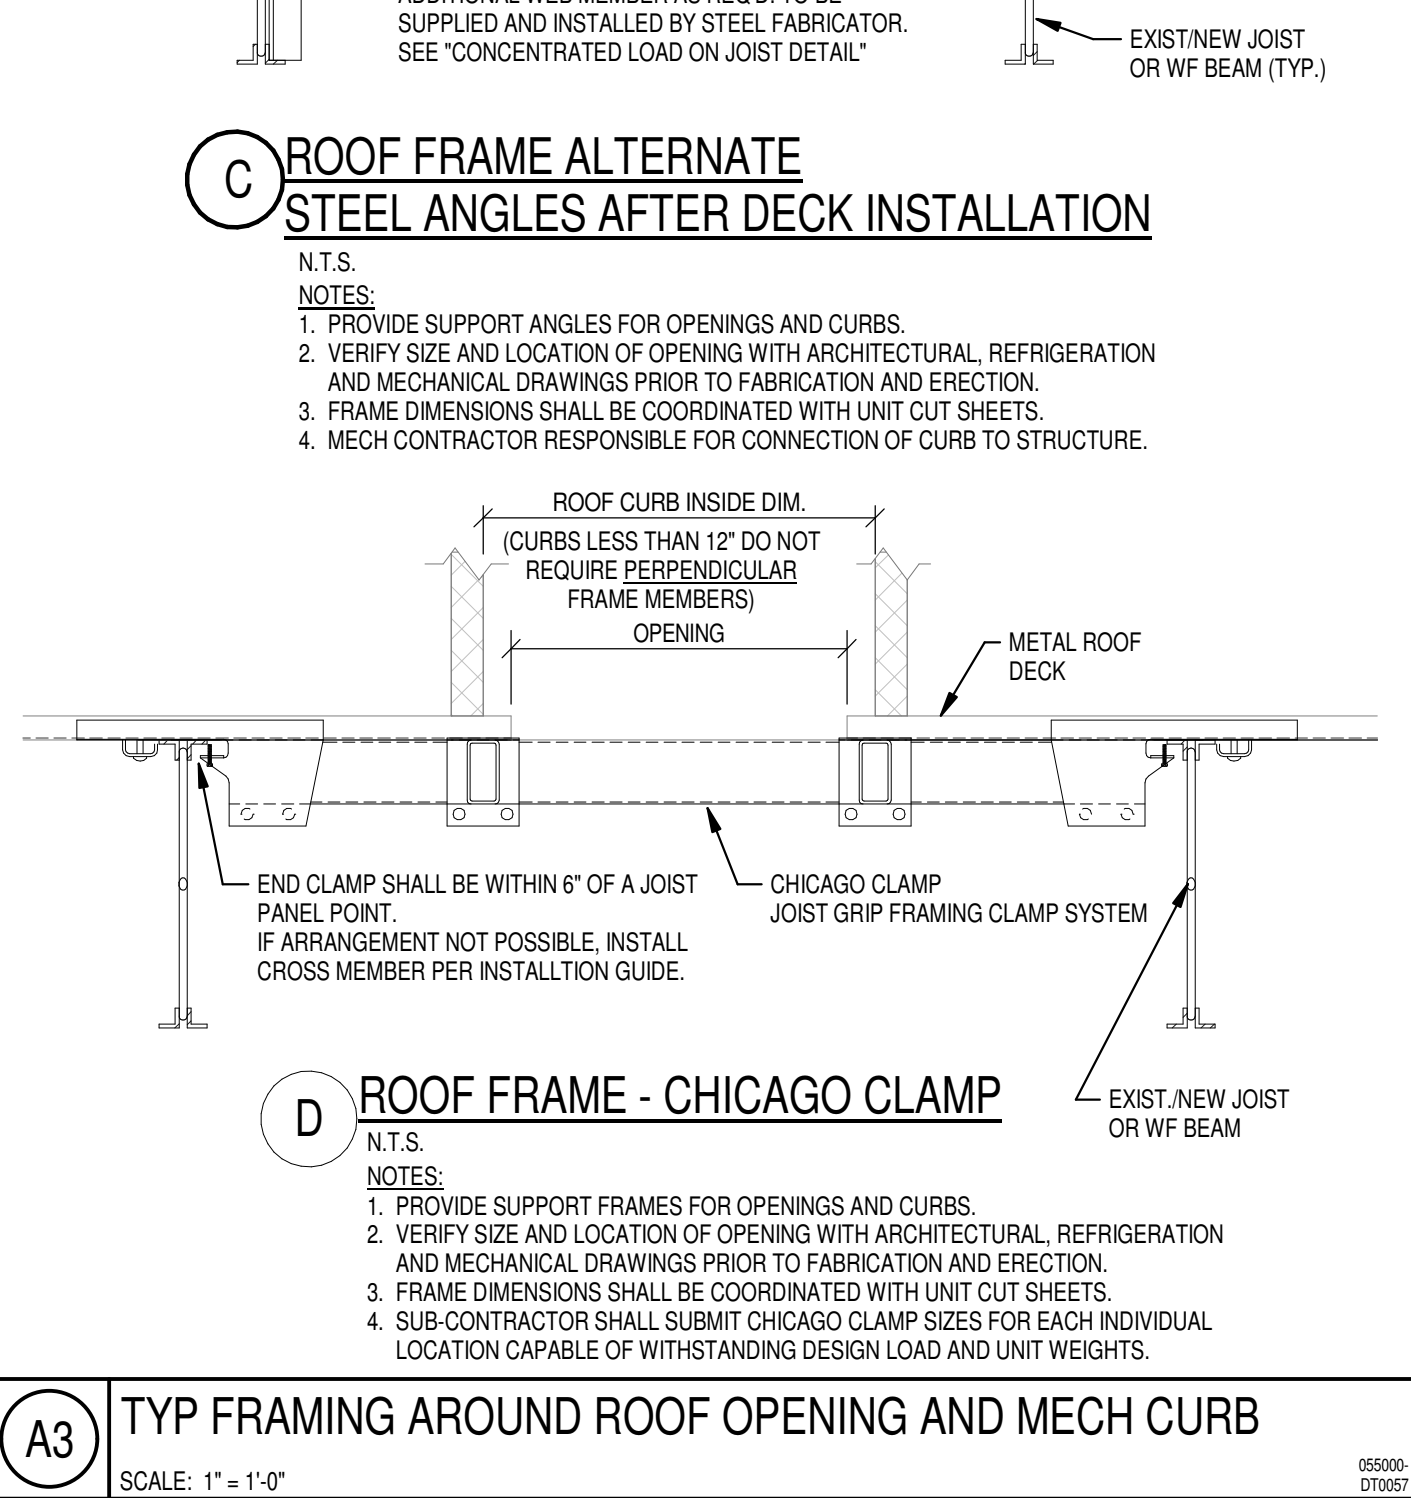 ADDITIONAL WEB MEMBER AS REQ'D. TO BE
SUPPLIED AND INSTALLED BY STEEL FABRICATOR.
SEE "CONCENTRATED LOAD ON JOIST DETAIL"
EXIST/NEW JOIST
OR WF BEAM (TYP.)
C
ROOF FRAME ALTERNATE
STEEL ANGLES AFTER DECK INSTALLATION
N.T.S.
NOTES:
1. PROVIDE SUPPORT ANGLES FOR OPENINGS AND CURBS.
2. VERIFY SIZE AND LOCATION OF OPENING WITH ARCHITECTURAL, REFRIGERATION
AND MECHANICAL DRAWINGS PRIOR TO FABRICATION AND ERECTION.
3. FRAME DIMENSIONS SHALL BE COORDINATED WITH UNIT CUT SHEETS.
4. MECH CONTRACTOR RESPONSIBLE FOR CONNECTION OF CURB TO STRUCTURE.
ROOF CURB INSIDE DIM.
(CURBS LESS THAN 12" DO NOT
REQUIRE PERPENDICULAR
FRAME MEMBERS)
OPENING
METAL ROOF
DECK
END CLAMP SHALL BE WITHIN 6" OF A JOIST
PANEL POINT.
IF ARRANGEMENT NOT POSSIBLE, INSTALL
CROSS MEMBER PER INSTALLTION GUIDE.
CHICAGO CLAMP
JOIST GRIP FRAMING CLAMP SYSTEM
EXIST./NEW JOIST
OR WF BEAM
D
ROOF FRAME - CHICAGO CLAMP
N.T.S.
NOTES:
1. PROVIDE SUPPORT FRAMES FOR OPENINGS AND CURBS.
2. VERIFY SIZE AND LOCATION OF OPENING WITH ARCHITECTURAL, REFRIGERATION
AND MECHANICAL DRAWINGS PRIOR TO FABRICATION AND ERECTION.
3. FRAME DIMENSIONS SHALL BE COORDINATED WITH UNIT CUT SHEETS.
4. SUB-CONTRACTOR SHALL SUBMIT CHICAGO CLAMP SIZES FOR EACH INDIVIDUAL
LOCATION CAPABLE OF WITHSTANDING DESIGN LOAD AND UNIT WEIGHTS.
A3
TYP FRAMING AROUND ROOF OPENING AND MECH CURB
SCALE: 1" = 1'-0"
055000-
DT0057